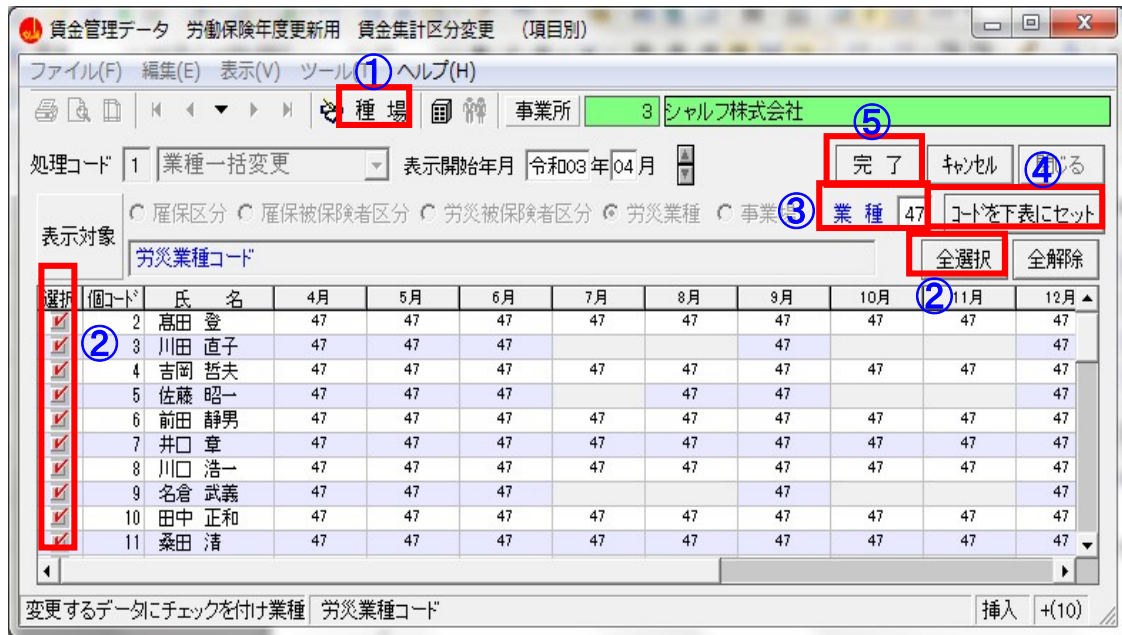 賃金管理データ 労働保険年度更新用 賃金集計区分変更 (項目別)
ファイル(F) 編集(E) 表示(V) ツール(T) ① ヘルプ(H)
種 場 事業所 3 シャルフ株式会社 ⑤
処理コード 1 業種一括変更 表示開始年月 令和03年04月 完 了 ｷｬﾝｾﾙ 閉じる ④
表示対象 雇保区分 雇保被保険者区分 労災被保険者区分 労災業種 事業 ③ 業 種 47 ｺｰﾄﾞを下表にセット
労災業種コード 全選択 全解除
選択 個ｺｰﾄﾞ 氏 名 4月 5月 6月 7月 8月 9月 10月 ② 11月 12月
2 髙田 登 47 47 47 47 47 47 47 47 47
② 3 川田 直子 47 47 47 47 47
4 吉岡 哲夫 47 47 47 47 47 47 47 47 47
5 佐藤 昭一 47 47 47 47 47 47
6 前田 静男 47 47 47 47 47 47 47 47 47
7 井口 章 47 47 47 47 47 47 47 47 47
8 川口 浩一 47 47 47 47 47 47 47 47 47
9 名倉 武義 47 47 47 47 47
10 田中 正和 47 47 47 47 47 47 47 47 47
11 桑田 清 47 47 47 47 47 47 47 47 47
変更するデータにチェックを付け業種 労災業種コード 挿入 +(10)